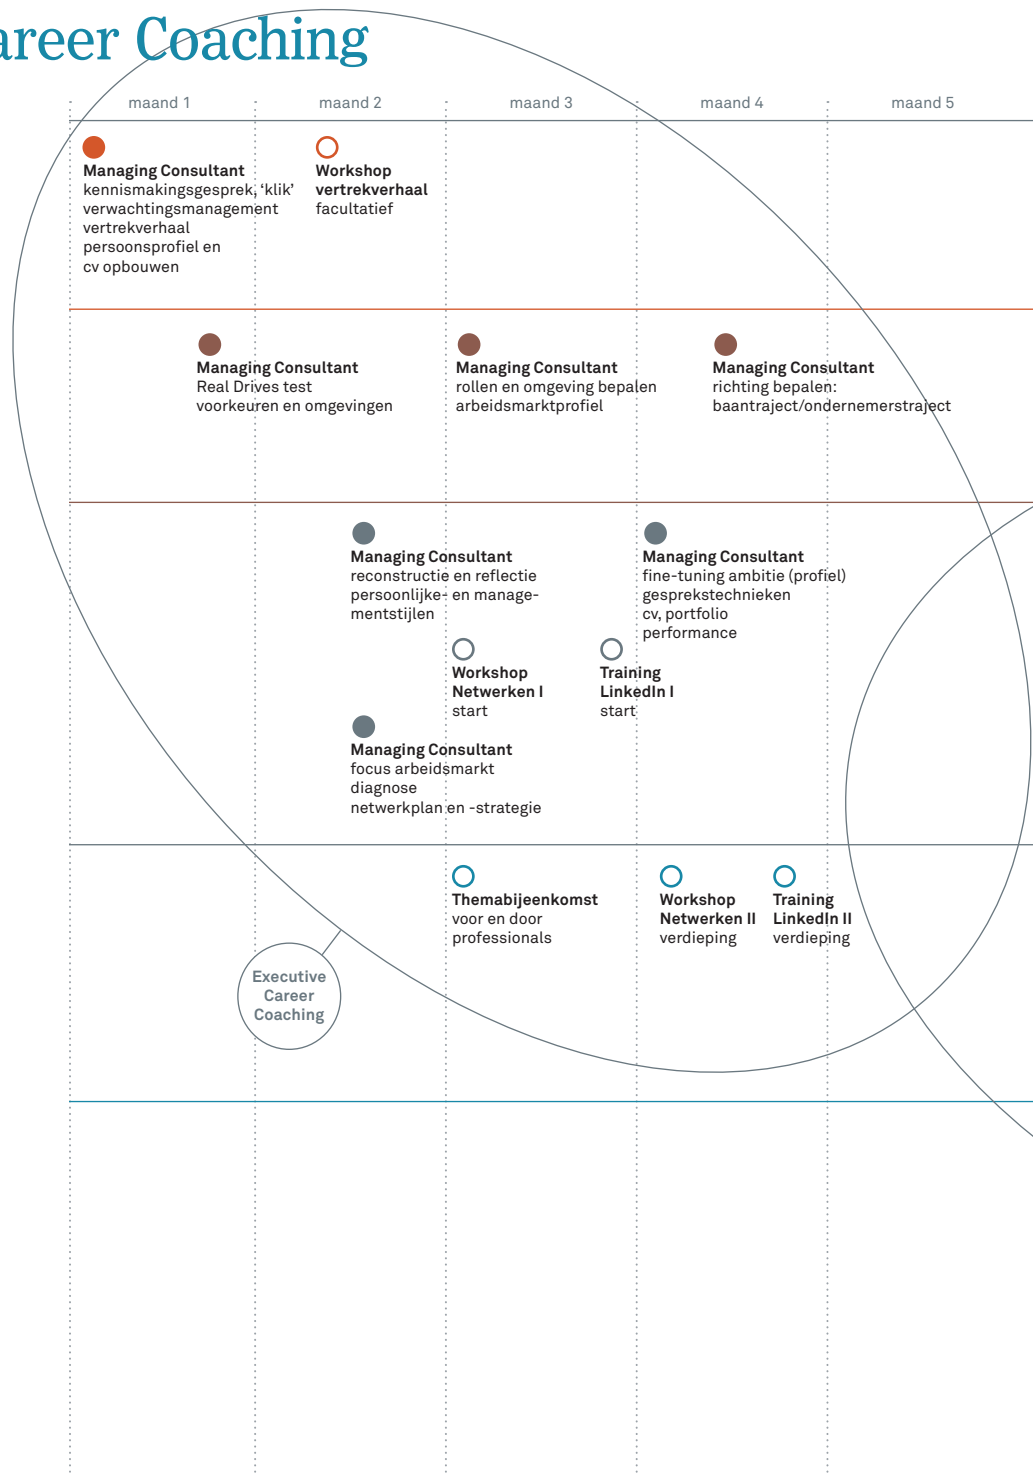 areer Coaching
maand 1
maand 2
maand 3
maand 4
maand 5
Managing Consultant
kennismakingsgesprek, ‘klik’
verwachtingsmanagement
vertrekverhaal
persoonsprofiel en
cv opbouwen
Workshop
vertrekverhaal
facultatief
Managing Consultant
Real Drives test
voorkeuren en omgevingen
Managing Consultant
rollen en omgeving bepalen
arbeidsmarktprofiel
Managing Consultant
richting bepalen:
baantraject/ondernemerstraject
Managing Consultant
reconstructie en reflectie
persoonlijke- en manage-
mentstijlen
Managing Consultant
fine-tuning ambitie (profiel)
gesprekstechnieken
cv, portfolio
performance
Workshop
Netwerken I
start
Training
LinkedIn I
start
Managing Consultant
focus arbeidsmarkt
diagnose
netwerkplan en -strategie
Themabijeenkomst
voor en door
professionals
Workshop
Netwerken II
verdieping
Training
LinkedIn II
verdieping
Executive
Career
Coaching